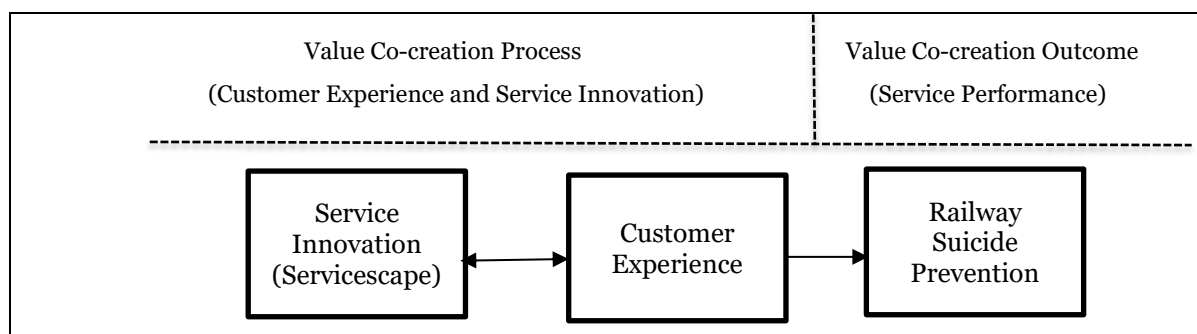 Value Co-creation Process
(Customer Experience and Service Innovation)
Value Co-creation Outcome
(Service Performance)
Service
Innovation
(Servicescape)
Customer
Experience
Railway
Suicide
Prevention